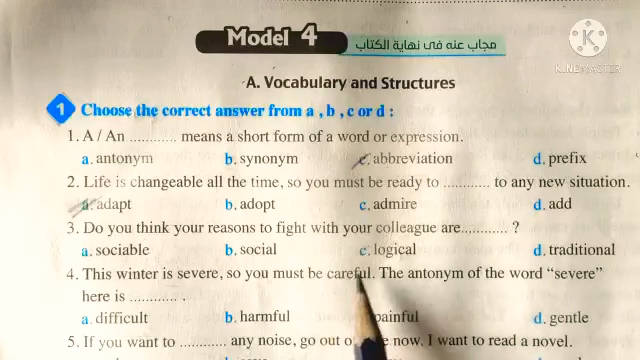 Model 4
مجاب عنه فى نهاية الكتاب
K.NEMASTER
A. Vocabulary and Structures
1 Choose the correct answer from a , b , c or d :
1. A / An ............ means a short form of a word or expression.
a. antonym b. synonym c. abbreviation d. prefix
2. Life is changeable all the time, so you must be ready to ........... to any new situation.
a. adapt b. adopt c. admire d. add
3. Do you think your reasons to fight with your colleague are............ ?
a. sociable b. social c. logical d. traditional
4. This winter is severe, so you must be careful. The antonym of the word “severe”
here is ........... .
a. difficult b. harmful painful d. gentle
5. If you want to ............ any noise, go out now. I want to read a novel.